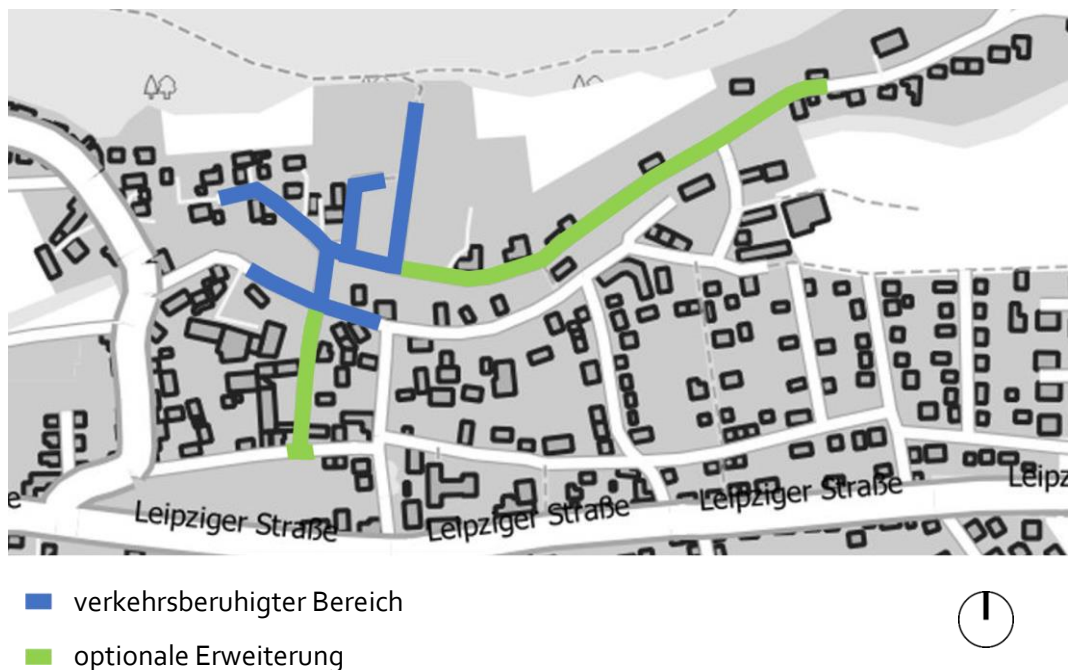 e
Leipziger Straße
Leipziger Straße
Leipziger Straße
Leipz
verkehrsberuhigter Bereich
optionale Erweiterung